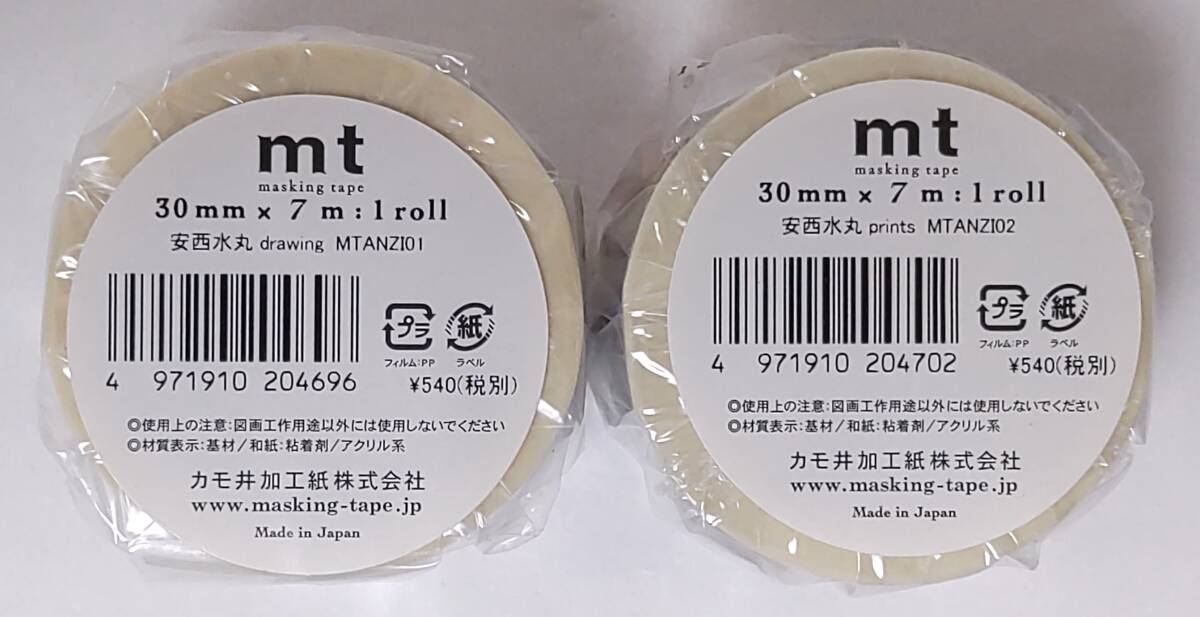 mt
masking tape
30mm × 7 m : 1 roll
安西水丸 drawing MTANZI01
プラ
紙
フィルム:PP
ラベル
4 971910 204696
¥540(税別)
◎使用上の注意:図画工作用途以外には使用しないでください
◎材質表示:基材/和紙:粘着剤/アクリル系
カモ井加工紙株式会社
www.masking-tape.jp
Made in Japan
mt
masking tape
30mm × 7 m : 1 roll
安西水丸 prints MTANZI02
プラ
紙
フィルム:PP
ラベル
4 971910 204702
¥540(税別)
◎使用上の注意:図画工作用途以外には使用しないでください
◎材質表示:基材/和紙:粘着剤/アクリル系
カモ井加工紙株式会社
www.masking-tape.jp
Made in Japan